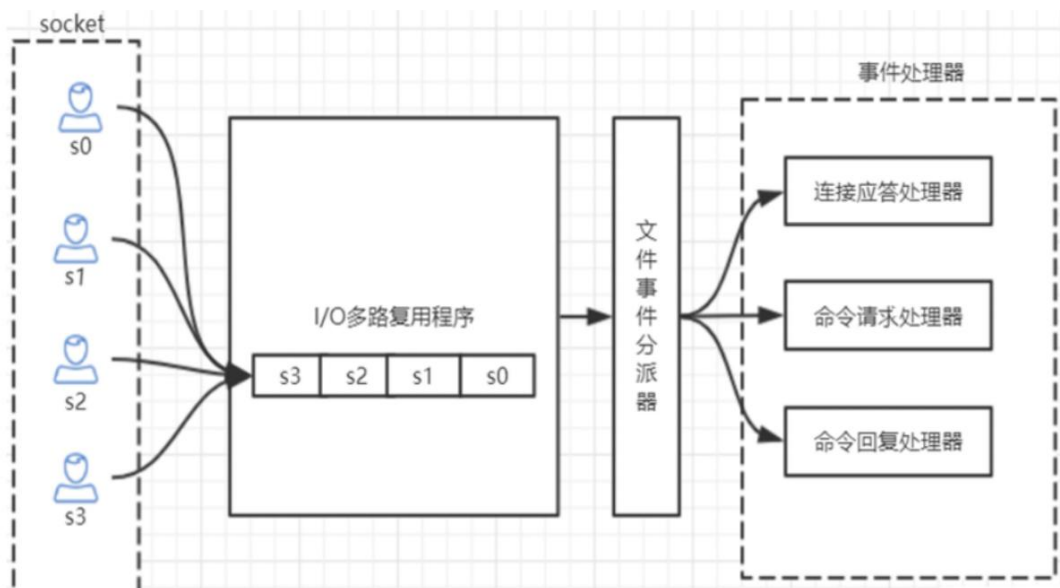 socket
s0
s1
s2
s3
I/O多路复用程序
s3 s2 s1 s0
文件事件分派器
事件处理器
连接应答处理器
命令请求处理器
命令回复处理器